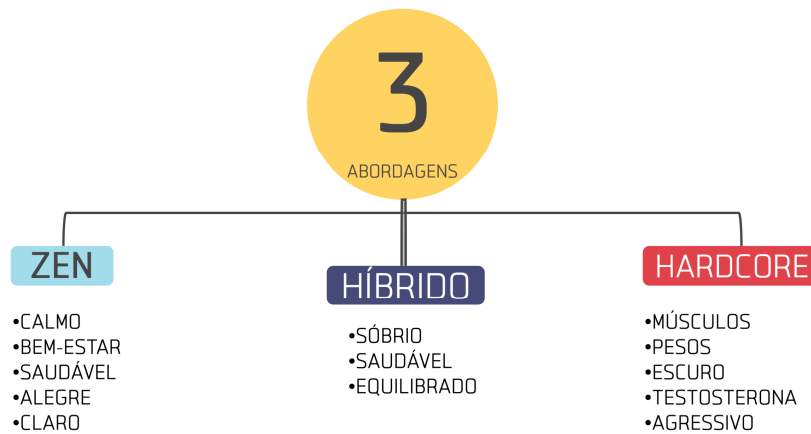 3
ABORDAGENS
ZEN
•CALMO
•BEM-ESTAR
•SAUDÁVEL
•ALEGRE
•CLARO
HÍBRIDO
•SÓBRIO
•SAUDÁVEL
•EQUILIBRADO
HARDCORE
•MÚSCULOS
•PESOS
•ESCURO
•TESTOSTERONA
•AGRESSIVO